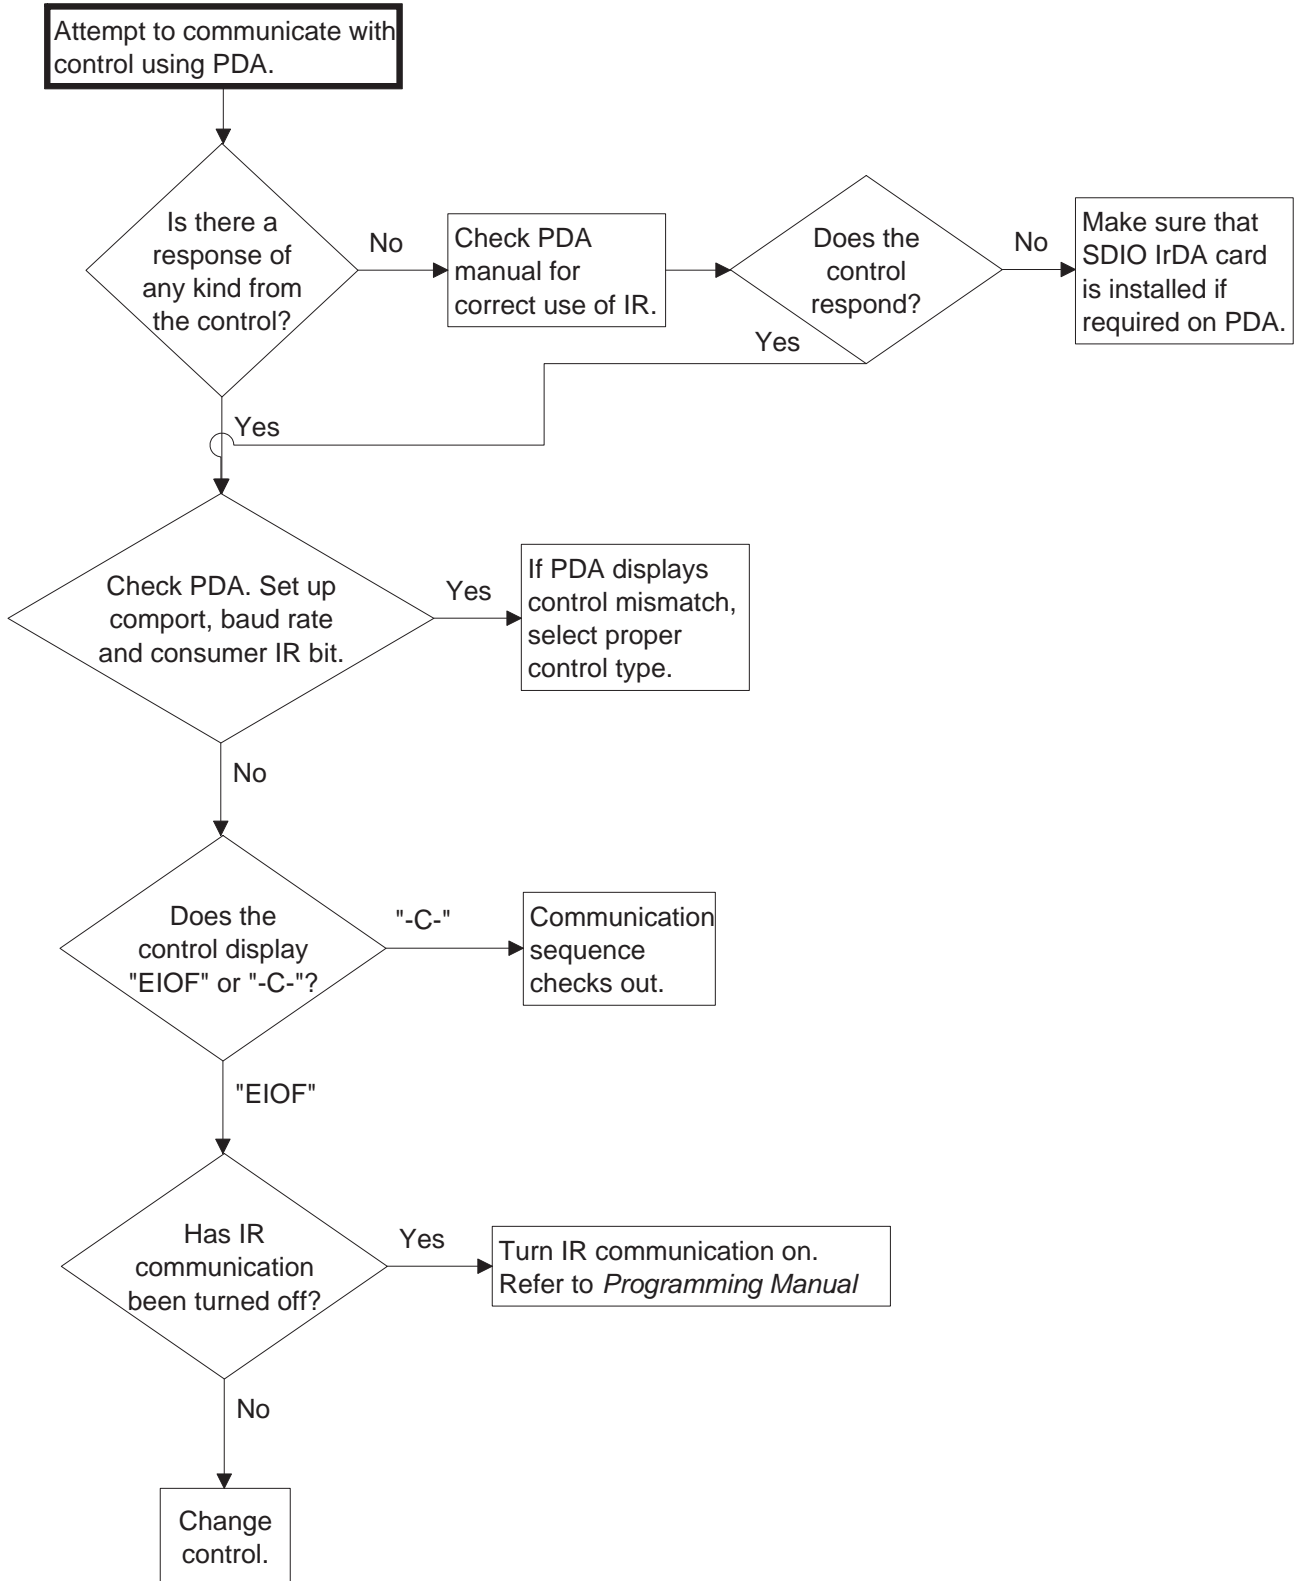 Attempt to communicate with
control using PDA.
Is there a
response of
any kind from
the control?
No
Check PDA
manual for
correct use of IR.
Does the
control
respond?
No
Make sure that
SDIO IrDA card
is installed if
required on PDA.
Yes
Yes
Check PDA. Set up
comport, baud rate
and consumer IR bit.
Yes
If PDA displays
control mismatch,
select proper
control type.
No
Does the
control display
"EIOF" or "-C-"?
"-C-"
Communication
sequence
checks out.
"EIOF"
Has IR
communication
been turned off?
Yes
Turn IR communication on.
Refer to Programming Manual
No
Change
control.